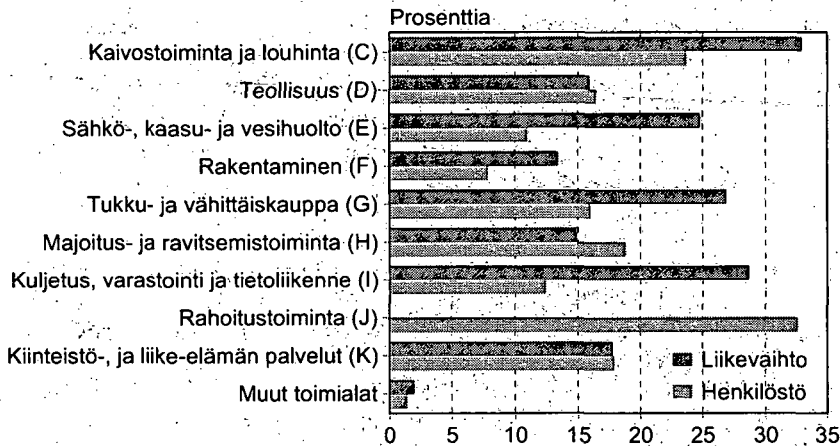 Prosenttia
Kaivostoiminta ja louhinta (C)
Teollisuus (D)
Sähkö-, kaasu- ja vesihuolto (E)
Rakentaminen (F)
Tukku- ja vähittäiskauppa (G)
Majoitus- ja ravitsemistoiminta (H)
Kuljetus, varastointi ja tietoliikenne (I)
Rahoitustoiminta (J)
Kiinteistö-, ja liike-elämän palvelut (K)
Liikevaihto
Muut toimialat
Henkilöstö
0 5 10 15 20 25 30 35